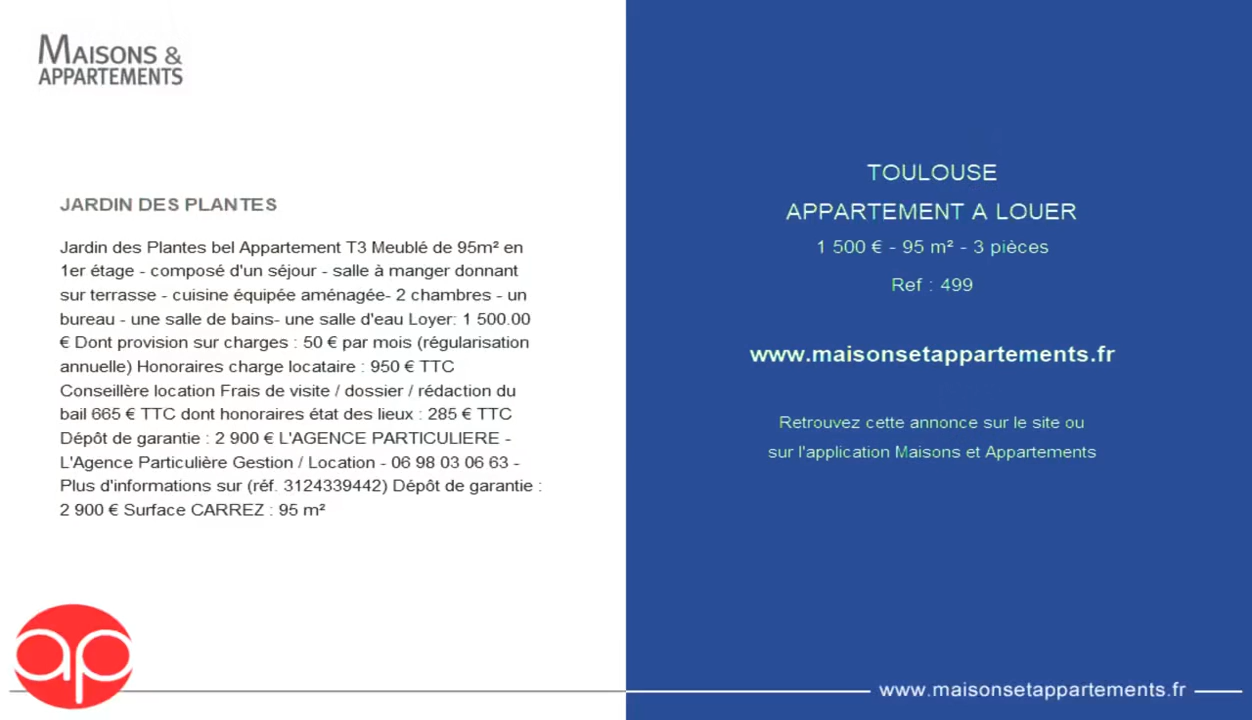 MAISONS &
APPARTEMENTS
JARDIN DES PLANTES
Jardin des Plantes bel Appartement T3 Meublé de 95m² en
1er étage - composé d'un séjour - salle à manger donnant
sur terrasse - cuisine équipée aménagée- 2 chambres - un
bureau - une salle de bains- une salle d'eau Loyer: 1 500.00
€ Dont provision sur charges : 50 € par mois (régularisation
annuelle) Honoraires charge locataire : 950 € TTC
Conseillère location Frais de visite / dossier / rédaction du
bail 665 € TTC dont honoraires état des lieux : 285 € TTC
Dépôt de garantie : 2 900 € L'AGENCE PARTICULIERE -
L'Agence Particulière Gestion / Location - 06 98 03 06 63 -
Plus d'informations sur (réf. 3124339442) Dépôt de garantie :
2 900 € Surface CARREZ : 95 m²
ap
TOULOUSE
APPARTEMENT A LOUER
1 500 € - 95 m² - 3 pièces
Ref : 499
www.maisonsetappartements.fr
Retrouvez cette annonce sur le site ou
sur l'application Maisons et Appartements
www.maisonsetappartements.fr